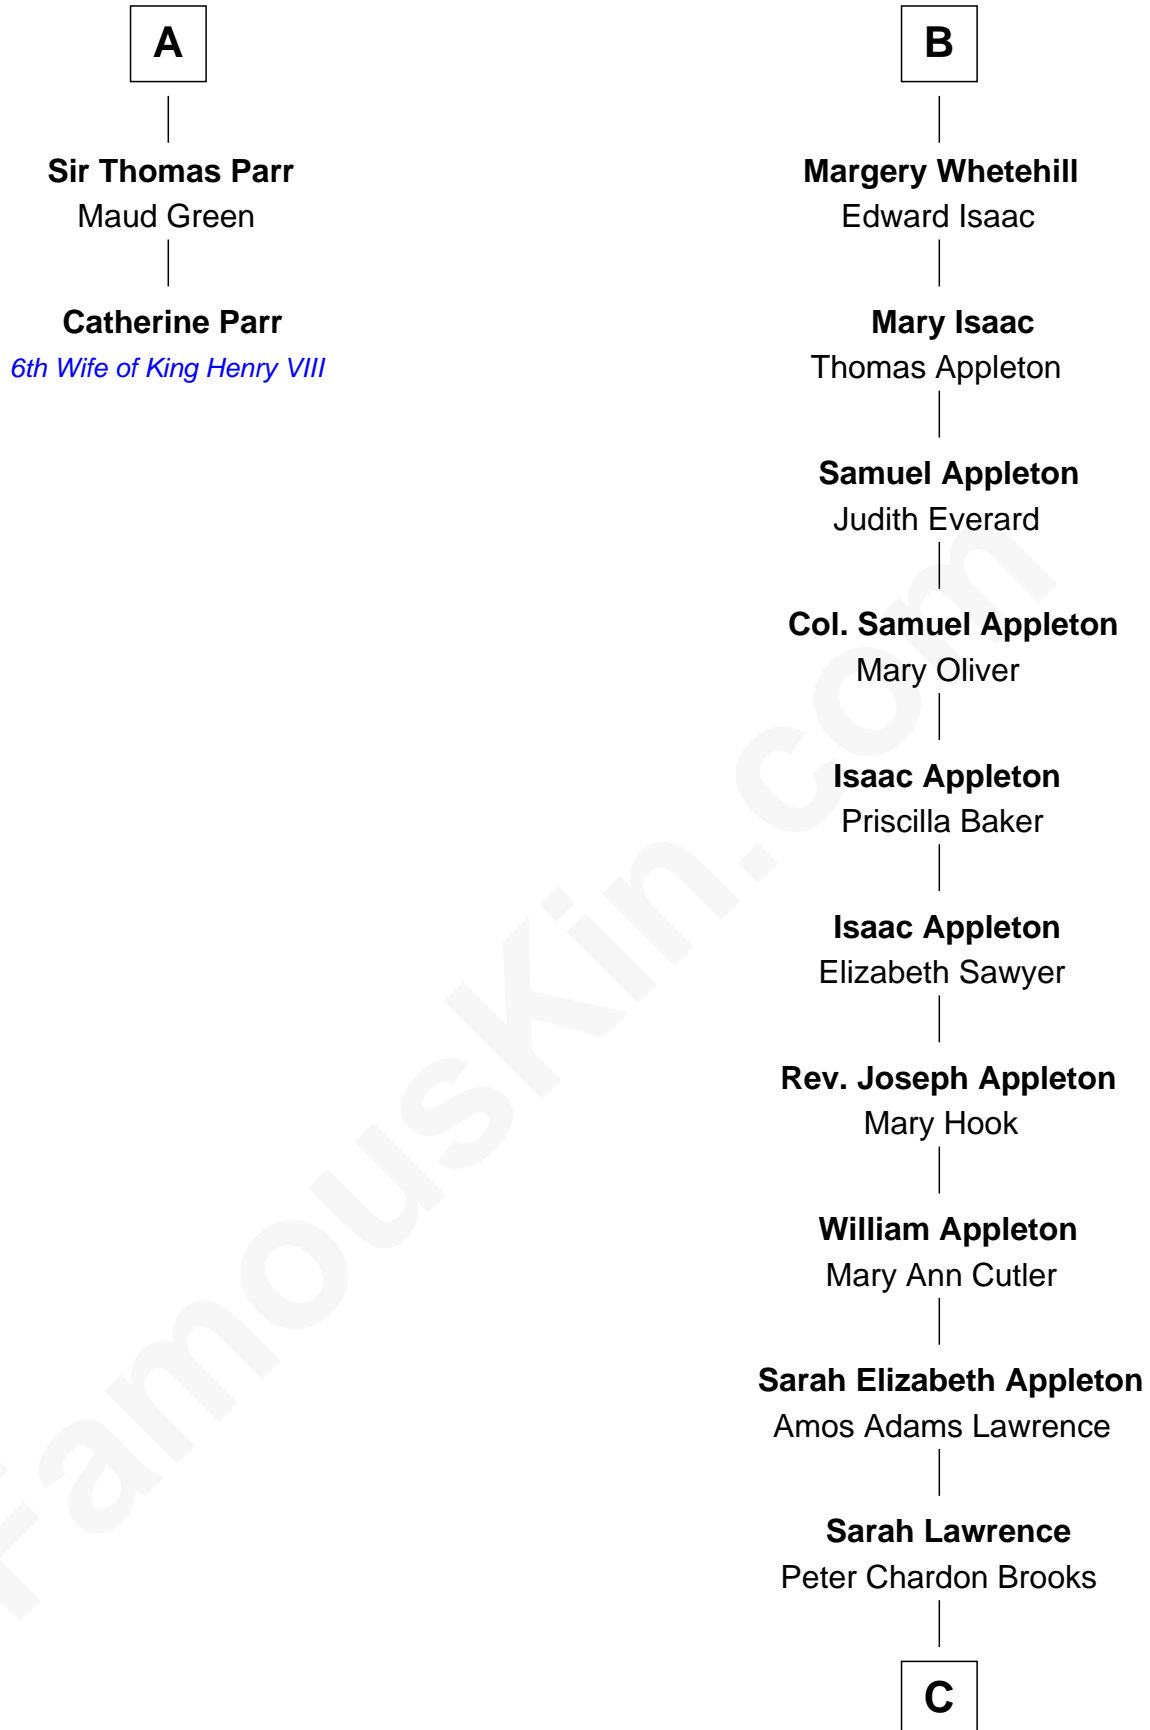 A
Sir Thomas Parr
Maud Green
Catherine Parr
6th Wife of King Henry VIII
B
Margery Whetehill
Edward Isaac
Mary Isaac
Thomas Appleton
Samuel Appleton
Judith Everard
Col. Samuel Appleton
Mary Oliver
Isaac Appleton
Priscilla Baker
Isaac Appleton
Elizabeth Sawyer
Rev. Joseph Appleton
Mary Hook
William Appleton
Mary Ann Cutler
Sarah Elizabeth Appleton
Amos Adams Lawrence
Sarah Lawrence
Peter Chardon Brooks
C
FamousKin.com